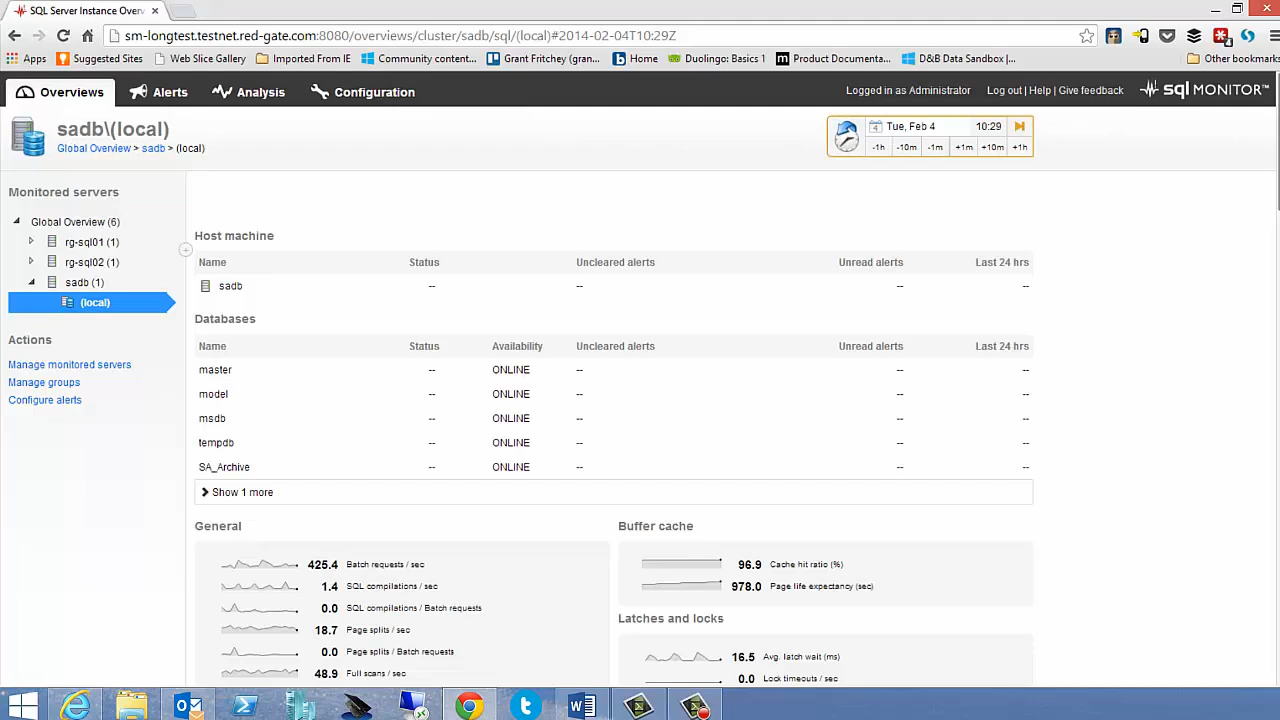 SQL Server Instance Overv
sm-longtest.testnet.red-gate.com:8080/overviews/cluster/sadb/sql/(local)#2014-02-04T10:29Z
Apps Suggested Sites Web Slice Gallery Imported From IE Community content... Grant Fritchey (gran... Home Duolingo: Basics 1 Product Documenta... D&B Data Sandbox |... Other bookmarks
Overviews Alerts Analysis Configuration Logged in as Administrator Log out | Help | Give feedback sql MONITOR™
sadb\(local)
Global Overview > sadb > (local)
4 Tue, Feb 4 10:29
-1h -10m -1m +1m +10m +1h
Monitored servers
Global Overview (6)
rg-sql01 (1)
rg-sql02 (1)
sadb (1)
(local)
Actions
Manage monitored servers
Manage groups
Configure alerts
Host machine
Name Status Uncleared alerts Unread alerts Last 24 hrs
sadb -- -- -- --
Databases
Name Status Availability Uncleared alerts Unread alerts Last 24 hrs
master -- ONLINE -- -- --
model -- ONLINE -- -- --
msdb -- ONLINE -- -- --
tempdb -- ONLINE -- -- --
SA_Archive -- ONLINE -- -- --
Show 1 more
General
425.4 Batch requests / sec
1.4 SQL compilations / sec
0.0 SQL compilations / Batch requests
18.7 Page splits / sec
0.0 Page splits / Batch requests
48.9 Full scans / sec
Buffer cache
96.9 Cache hit ratio (%)
978.0 Page life expectancy (sec)
Latches and locks
16.5 Avg. latch wait (ms)
0.0 Lock timeouts / sec